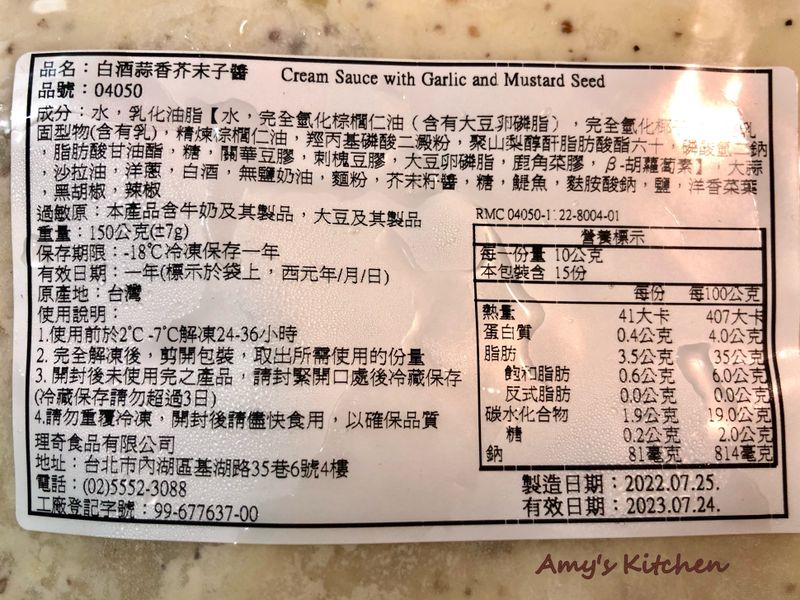 品名：白酒蒜香芥末子醬 Cream Sauce with Garlic and Mustard Seed
品號：04050
成分：水，乳化油脂【水，完全氫化棕櫚仁油（含有大豆卵磷脂），完全氫化椰 乳
固型物(含有乳)，精煉棕櫚仁油，羥丙基磷酸二澱粉，聚山梨醇酐脂肪酸酯六十，磷酸氫二鈉
，脂肪酸甘油酯，糖，關華豆膠，刺槐豆膠，大豆卵磷脂，鹿角菜膠，β-胡蘿蔔素】，大蒜
，沙拉油，洋蔥，白酒，無鹽奶油，麵粉，芥末籽醬，糖，鯷魚，麩胺酸鈉，鹽，洋香菜葉
，黑胡椒，辣椒
過敏原：本產品含牛奶及其製品，大豆及其製品
重量：150公克(±7g)
保存期限：-18℃冷凍保存一年
有效日期：一年(標示於袋上，西元年/月/日)
原產地：台灣
使用說明：
1.使用前於2℃-7℃解凍24-36小時
2. 完全解凍後，剪開包裝，取出所需使用的份量
3. 開封後未使用完之產品，請封緊開口處後冷藏保存
(冷藏保存請勿超過3日)
4.請勿重覆冷凍，開封後請儘快食用，以確保品質
理奇食品有限公司
地址：台北市內湖區基湖路35巷6號4樓
電話：(02)5552-3088
工廠登記字號：99-677637-00
RMC 04050-1 22-8004-01
營養標示
每一份量 10公克
本包裝含 15份
每份 每100公克
熱量 41大卡 407大卡
蛋白質 0.4公克 4.0公克
脂肪 3.5公克 35公克
飽和脂肪 0.6公克 6.0公克
反式脂肪 0.0公克 0.0公克
碳水化合物 1.9公克 19.0公克
糖 0.2公克 2.0公克
鈉 81毫克 814毫克
製造日期：2022.07.25.
有效日期：2023.07.24.
Amy's Kitchen